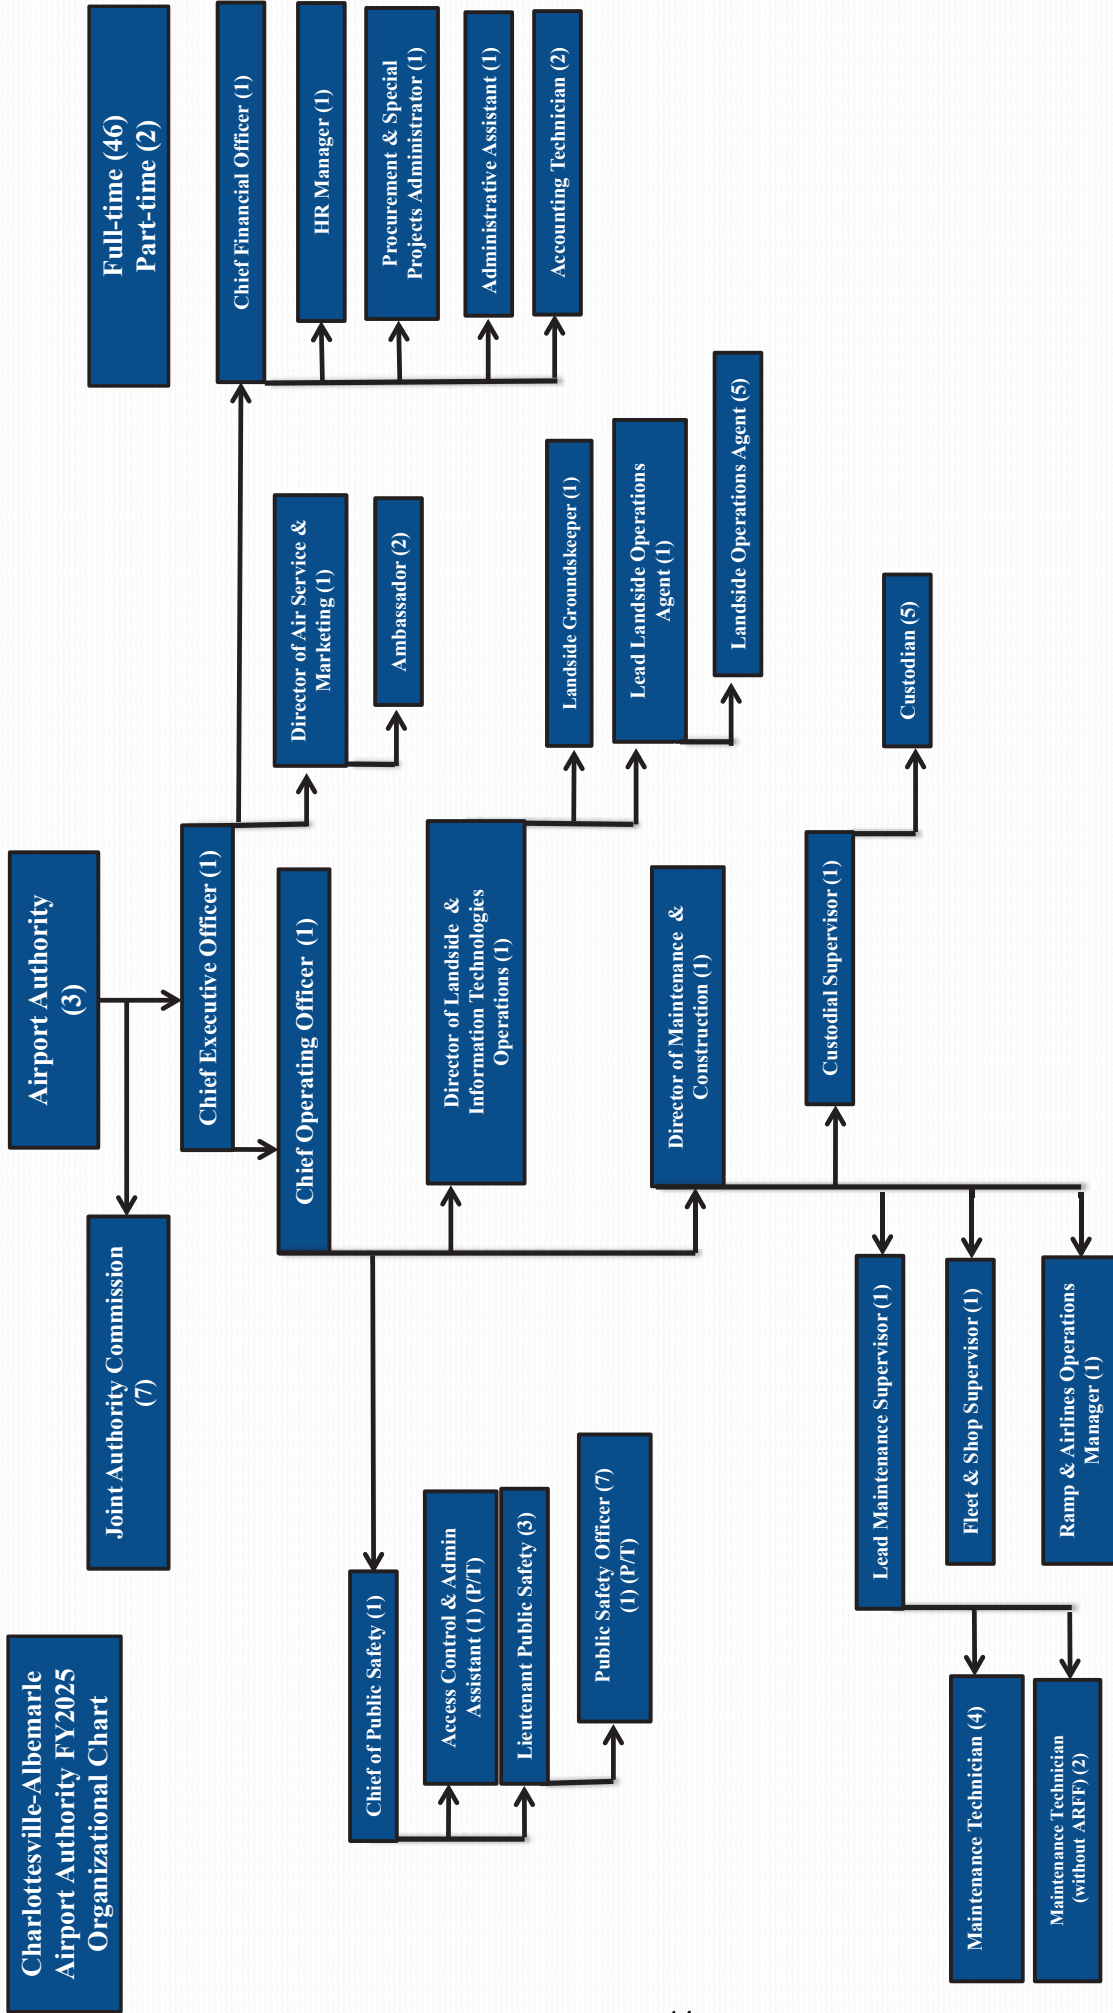 Charlottesville-Albemarle
Airport Authority FY2025
Organizational Chart
Airport Authority
(3)
Full-time (46)
Part-time (2)
Joint Authority Commission
(7)
Chief Executive Officer (1)
Chief Financial Officer (1)
HR Manager (1)
Procurement & Special
Projects Administrator (1)
Administrative Assistant (1)
Accounting Technician (2)
Director of Air Service &
Marketing (1)
Ambassador (2)
Chief Operating Officer (1)
Chief of Public Safety (1)
Access Control & Admin
Assistant (1) (P/T)
Lieutenant Public Safety (3)
Public Safety Officer (7)
(1) (P/T)
Director of Landside &
Information Technologies
Operations (1)
Landside Groundskeeper (1)
Lead Landside Operations
Agent (1)
Landside Operations Agent (5)
Director of Maintenance &
Construction (1)
Custodial Supervisor (1)
Custodian (5)
Lead Maintenance Supervisor (1)
Fleet & Shop Supervisor (1)
Ramp & Airlines Operations
Manager (1)
Maintenance Technician (4)
Maintenance Technician
(without ARFF) (2)